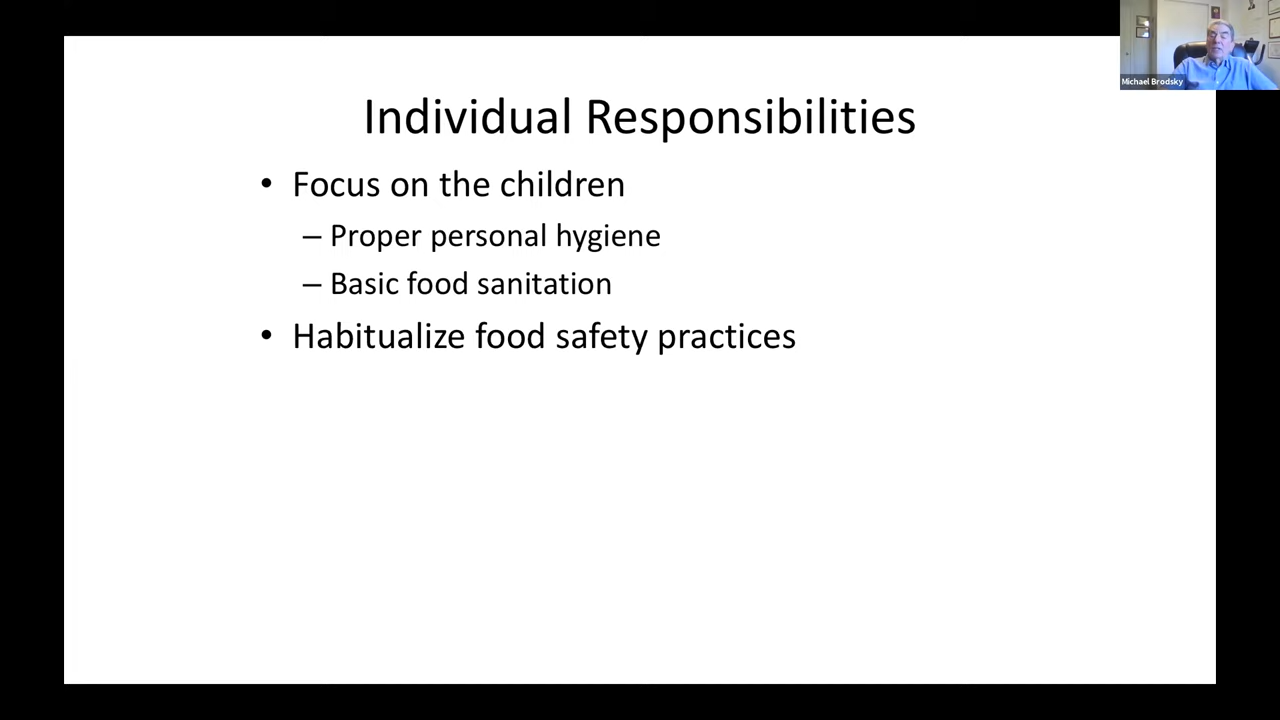 Individual Responsibilities
• Focus on the children
– Proper personal hygiene
– Basic food sanitation
• Habitualize food safety practices
Michael Brodsky